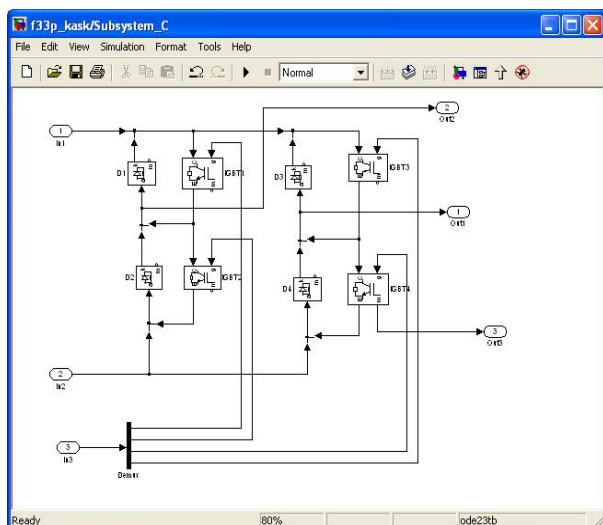 f33p_kask/Subsystem_C
File Edit View Simulation Format Tools Help
Normal
1
In1
2
Out2
D1
IGBT1
D3
IGBT3
1
Out1
D2
IGBT2
D4
IGBT4
3
Out3
2
In2
3
In3
Demux
Ready 80% ode23tb